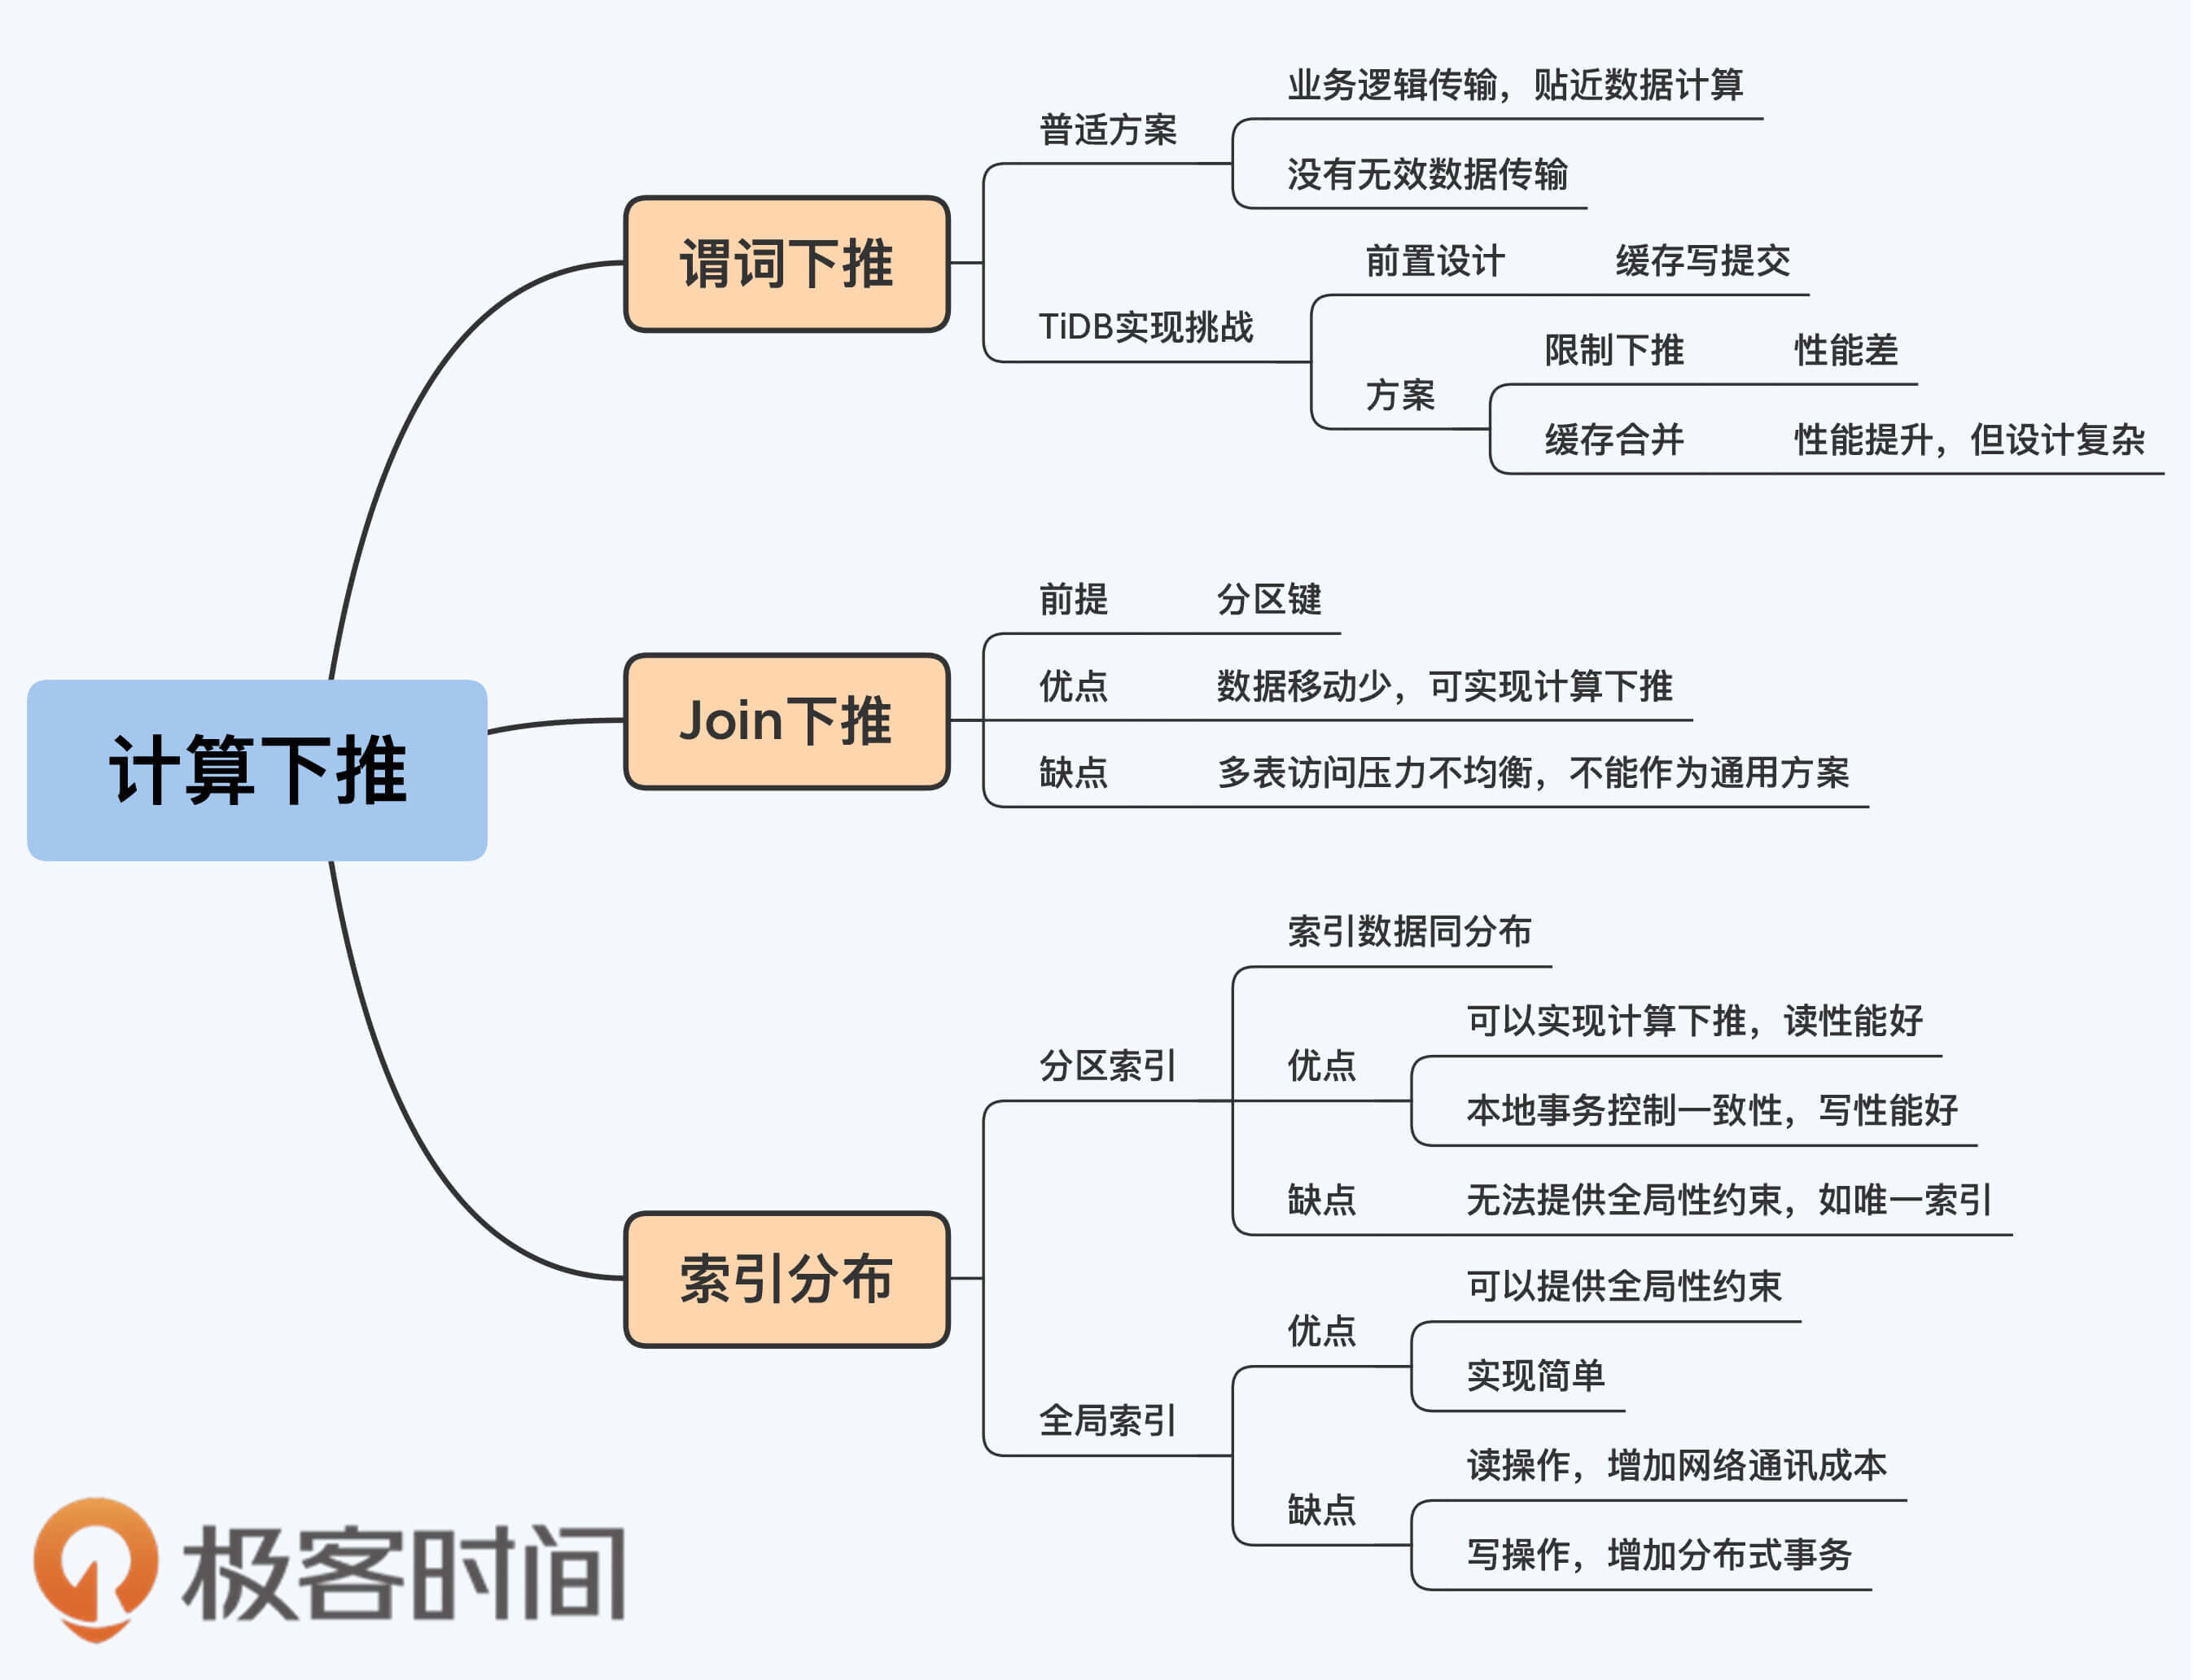 计算下推
谓词下推
普适方案
业务逻辑传输，贴近数据计算
没有无效数据传输
TiDB实现挑战
前置设计
缓存写提交
方案
限制下推
性能差
缓存合并
性能提升，但设计复杂
Join下推
前提
分区键
优点
数据移动少，可实现计算下推
缺点
多表访问压力不均衡，不能作为通用方案
索引分布
分区索引
索引数据同分布
优点
可以实现计算下推，读性能好
本地事务控制一致性，写性能好
缺点
无法提供全局性约束，如唯一索引
全局索引
优点
可以提供全局性约束
实现简单
缺点
读操作，增加网络通讯成本
写操作，增加分布式事务
极客时间